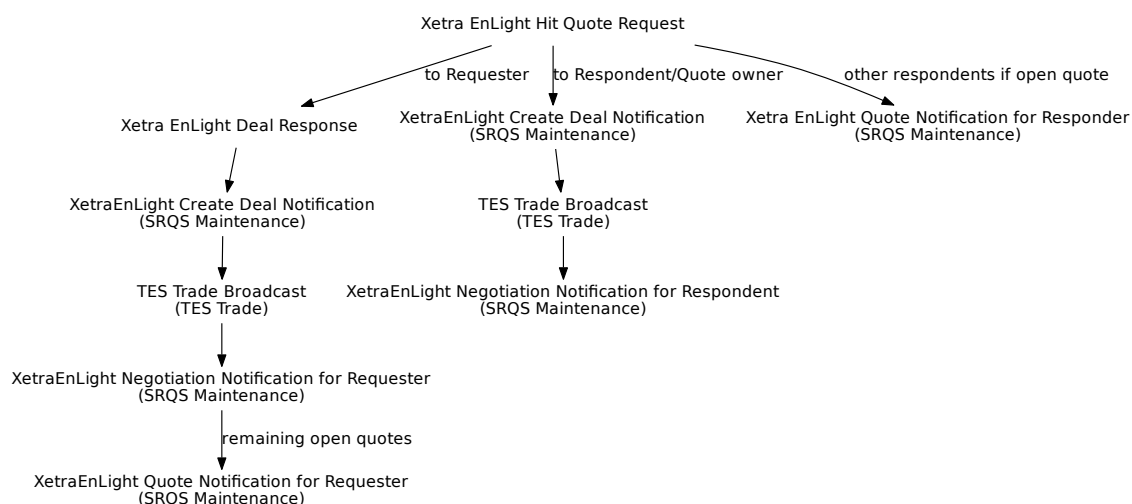 Xetra EnLight Hit Quote Request
to Requester
to Respondent/Quote owner
other respondents if open quote
Xetra EnLight Deal Response
XetraEnLight Create Deal Notification
(SRQS Maintenance)
Xetra EnLight Quote Notification for Responder
(SRQS Maintenance)
XetraEnLight Create Deal Notification
(SRQS Maintenance)
TES Trade Broadcast
(TES Trade)
TES Trade Broadcast
(TES Trade)
XetraEnLight Negotiation Notification for Respondent
(SRQS Maintenance)
XetraEnLight Negotiation Notification for Requester
(SRQS Maintenance)
remaining open quotes
XetraEnLight Quote Notification for Requester
(SRQS Maintenance)